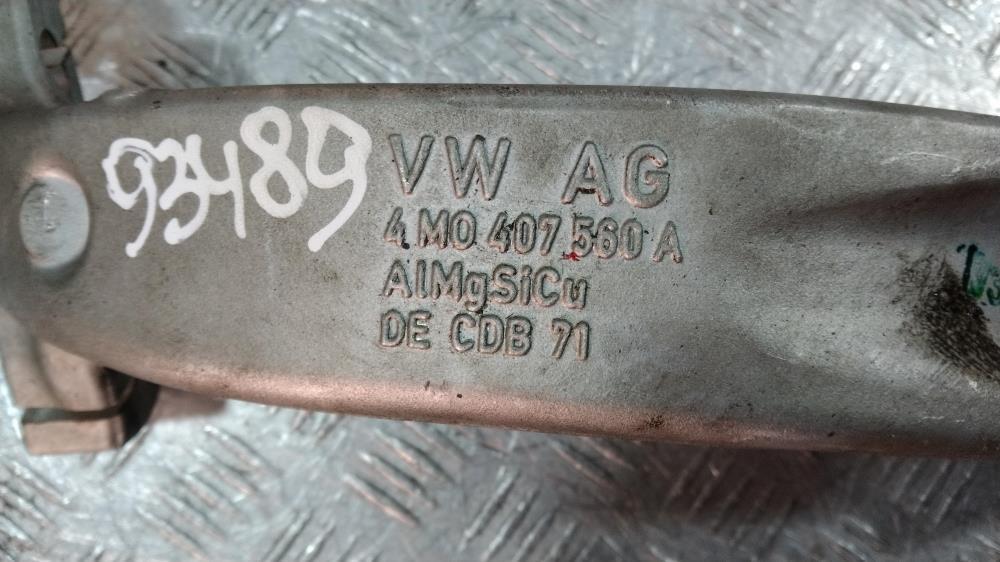 93489
VW AG
4M0 407 560 A
AlMgSiCu
DE CDB 71